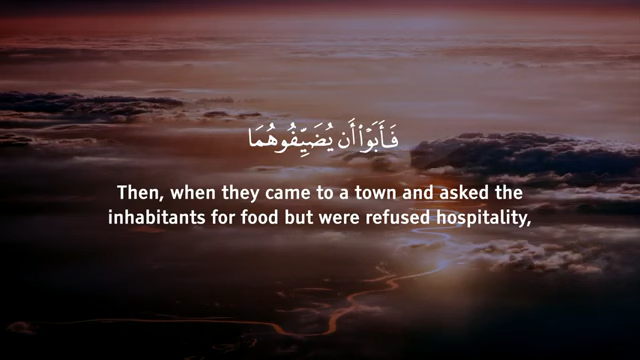 فَأَبَوْا۟ أَن يُضَيِّفُوهُمَا
Then, when they came to a town and asked the
inhabitants for food but were refused hospitality,